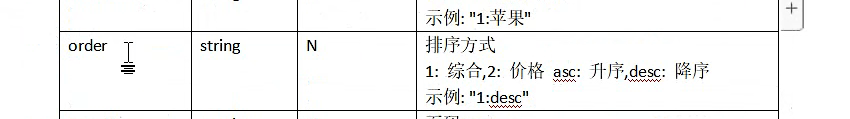 示例: "1:苹果"
order string N 排序方式
1: 综合,2: 价格 asc: 升序,desc: 降序
示例: "1:desc"